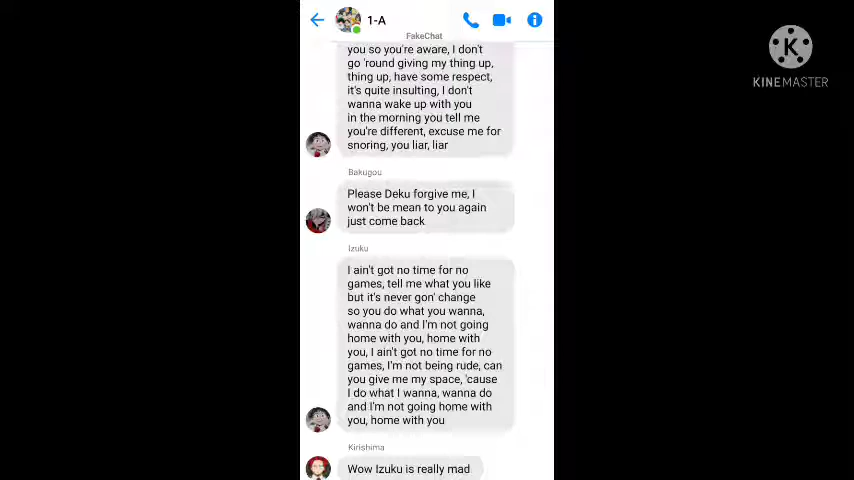 1-A
FakeChat
you so you're aware, I don't
go 'round giving my thing up,
thing up, have some respect,
it's quite insulting, I don't
wanna wake up with you
in the morning you tell me
you're different, excuse me for
snoring, you liar, liar
Bakugou
Please Deku forgive me, I
won't be mean to you again
just come back
Izuku
I ain't got no time for no
games, tell me what you like
but it's never gon' change
so you do what you wanna,
wanna do and I'm not going
home with you, home with
you, I ain't got no time for no
games, I'm not being rude, can
you give me my space, 'cause
I do what I wanna, wanna do
and I'm not going home with
you, home with you
Kirishima
Wow Izuku is really mad
K
KINEMASTER